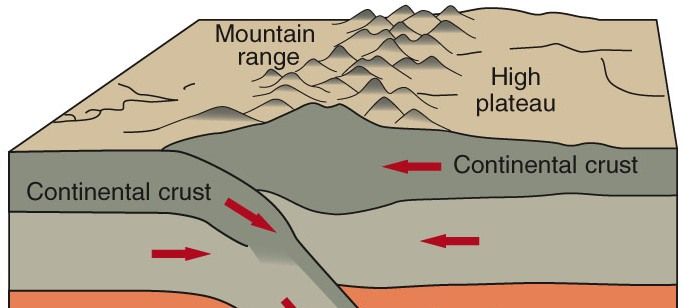 Mountain
range
High
plateau
Continental crust
Continental crust